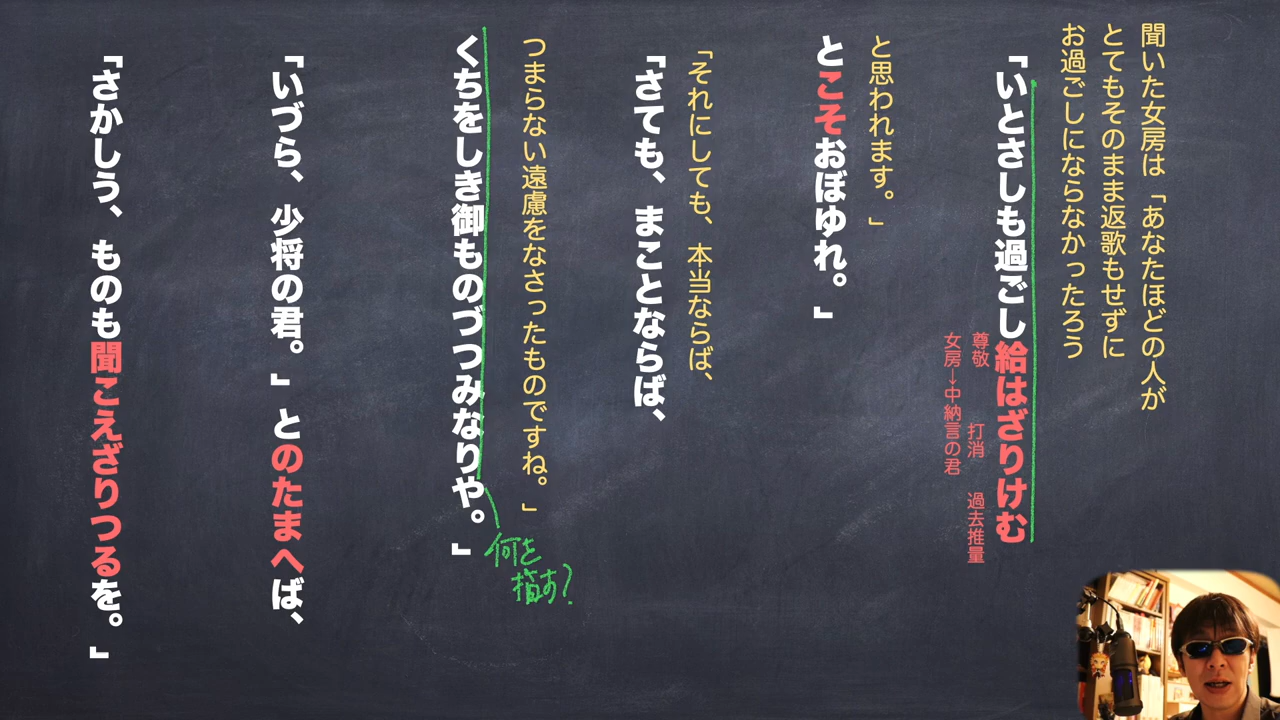 聞いた女房は「あなたほどの人が
とてもそのまま返歌もせずに
お過ごしにならなかったろう
「いとさしも過ごし給はざりけむ
尊敬 打消 過去推量
女房→中納言の君
と思われます。」
とこそおぼゆれ。」
「それにしても、本当ならば、
「さても、まことならば、
つまらない遠慮をなさったものですね。」
くちをしき御ものづつみなりや。」
何を
指す?
「いづら、少将の君。」とのたまへば、
「さかしう、ものも聞こえざりつるを。」